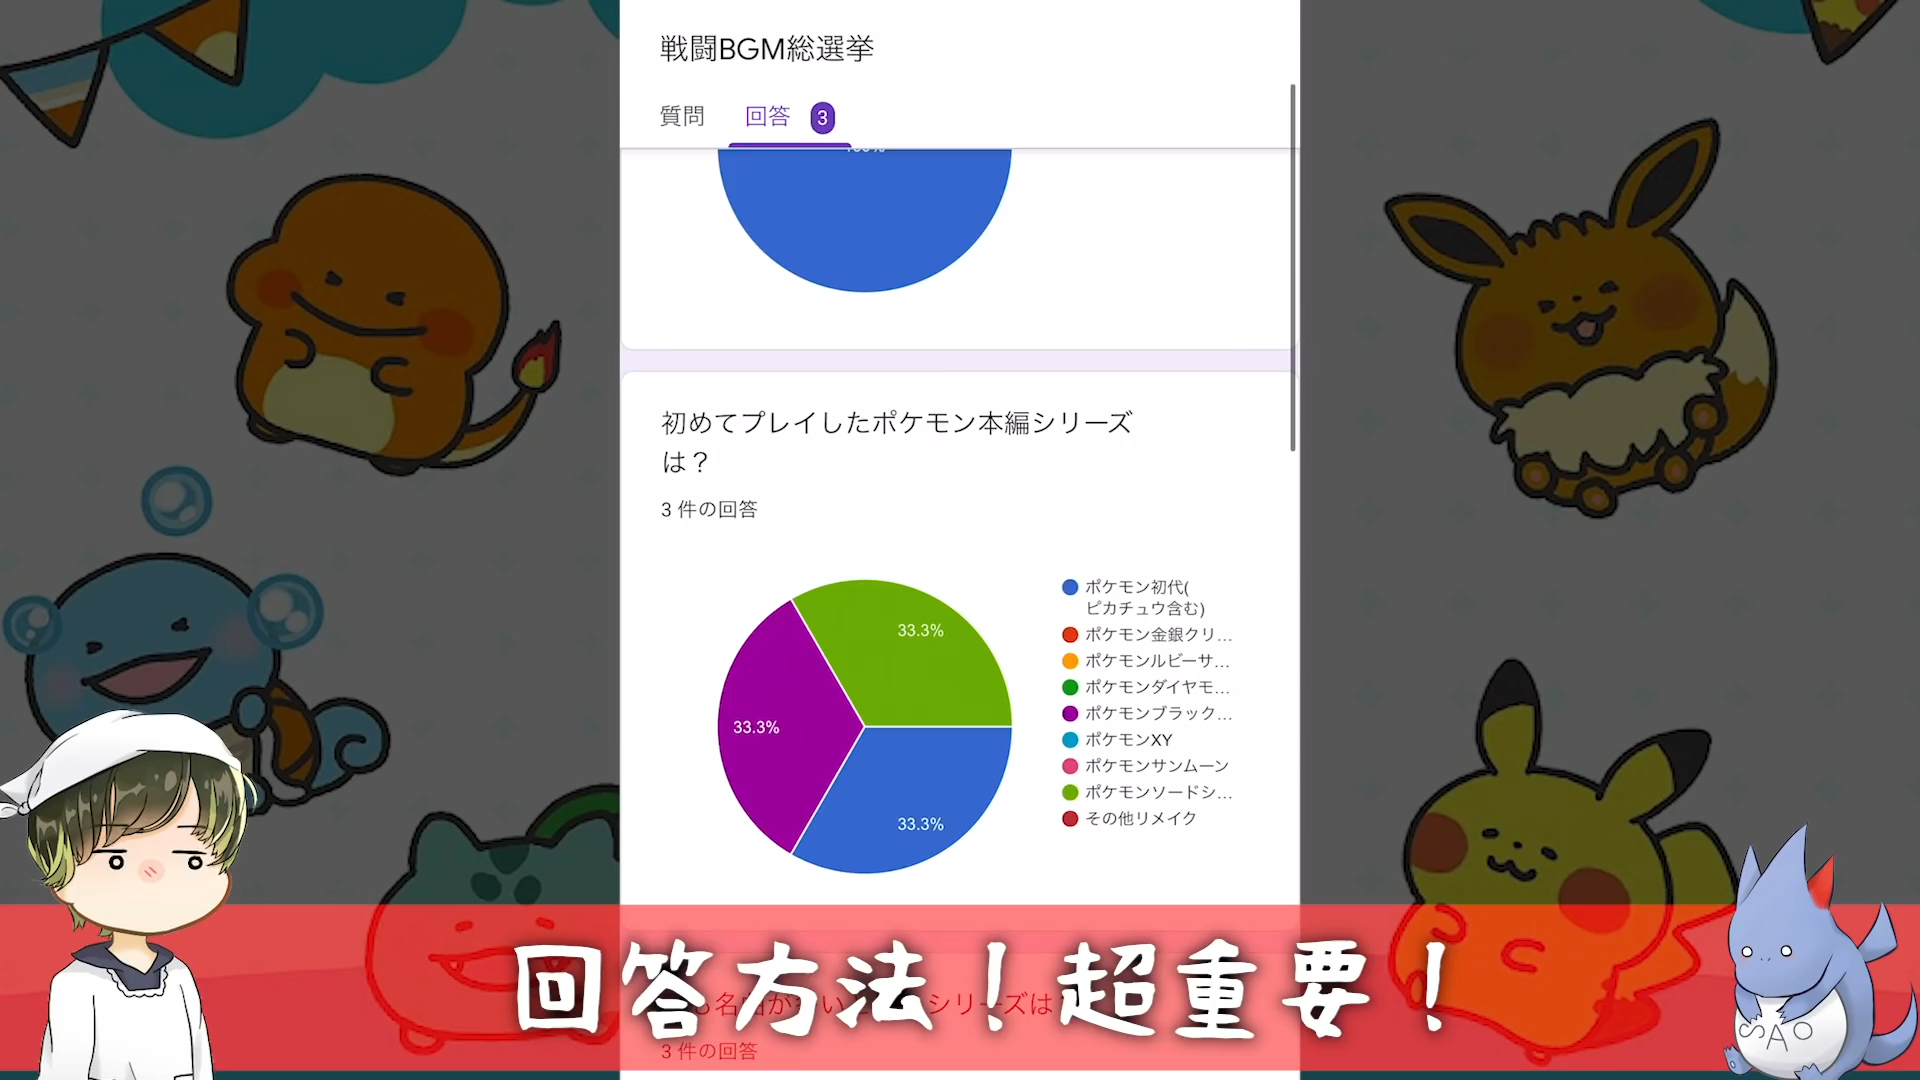 戦闘BGM総選挙
質問 回答 3
初めてプレイしたポケモン本編シリーズ
は？
3 件の回答
33.3%
33.3%
33.3%
ポケモン初代(
ピカチュウ含む)
ポケモン金銀クリ...
ポケモンルビーサ...
ポケモンダイヤモ...
ポケモンブラック...
ポケモンXY
ポケモンサンムーン
ポケモンソードシ...
その他リメイク
回答方法！超重要！
シリーズは
3 件の回答
SAO